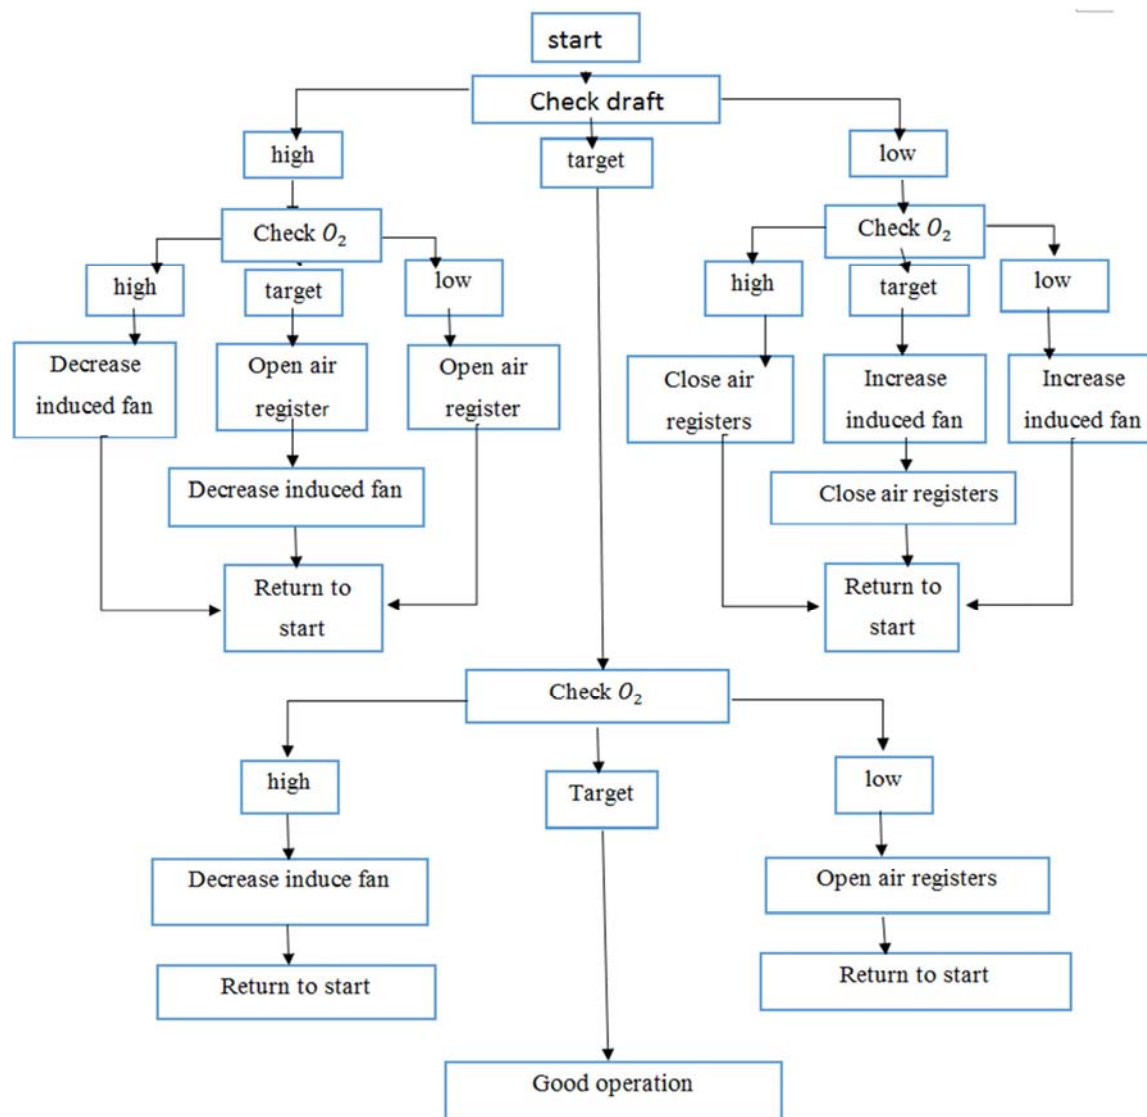 start
Check draft
high
target
low
Check O₂
Check O₂
high
target
low
high
target
low
Decrease
induced fan
Open air
register
Open air
register
Close air
registers
Increase
induced fan
Increase
induced fan
Decrease induced fan
Close air registers
Return to
start
Return to
start
Check O₂
high
Target
low
Decrease induce fan
Open air registers
Return to start
Return to start
Good operation